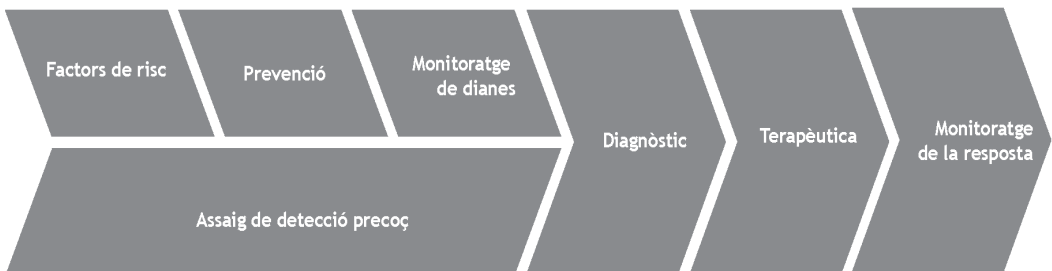 Factors de risc
Prevenció
Monitoratge
de dianes
Assaig de detecció precoç
Diagnòstic
Terapèutica
Monitoratge
de la resposta